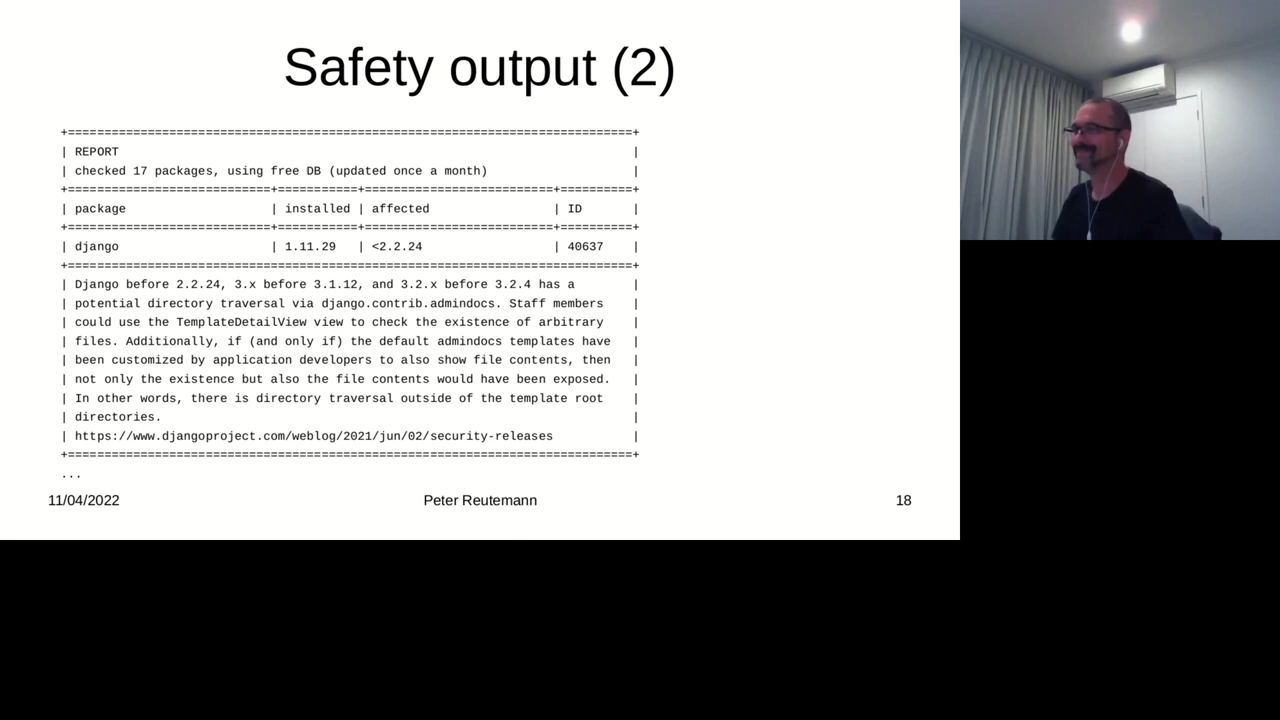 Safety output (2)
+==============================================================================+
| REPORT                                                                       |
| checked 17 packages, using free DB (updated once a month)                    |
+============================+===========+==========================+==========+
| package                    | installed | affected                 | ID       |
+============================+===========+==========================+==========+
| django                     | 1.11.29   | <2.2.24                  | 40637    |
+==============================================================================+
| Django before 2.2.24, 3.x before 3.1.12, and 3.2.x before 3.2.4 has a        |
| potential directory traversal via django.contrib.admindocs. Staff members    |
| could use the TemplateDetailView view to check the existence of arbitrary    |
| files. Additionally, if (and only if) the default admindocs templates have   |
| been customized by application developers to also show file contents, then   |
| not only the existence but also the file contents would have been exposed.   |
| In other words, there is directory traversal outside of the template root    |
| directories.                                                                 |
| https://www.djangoproject.com/weblog/2021/jun/02/security-releases           |
+==============================================================================+
...
11/04/2022 Peter Reutemann 18